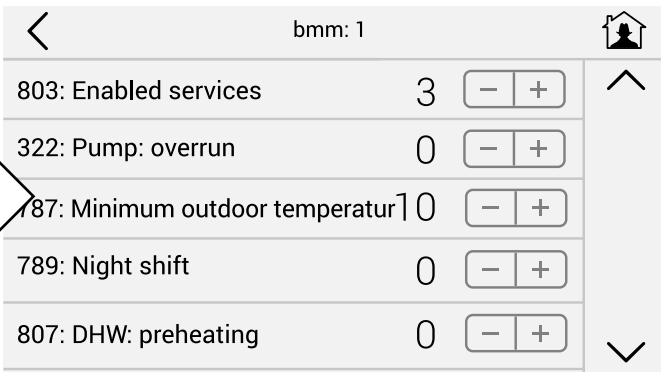 bmm: 1
803: Enabled services 3 − +
322: Pump: overrun 0 − +
787: Minimum outdoor temperatur 10 − +
789: Night shift 0 − +
807: DHW: preheating 0 − +